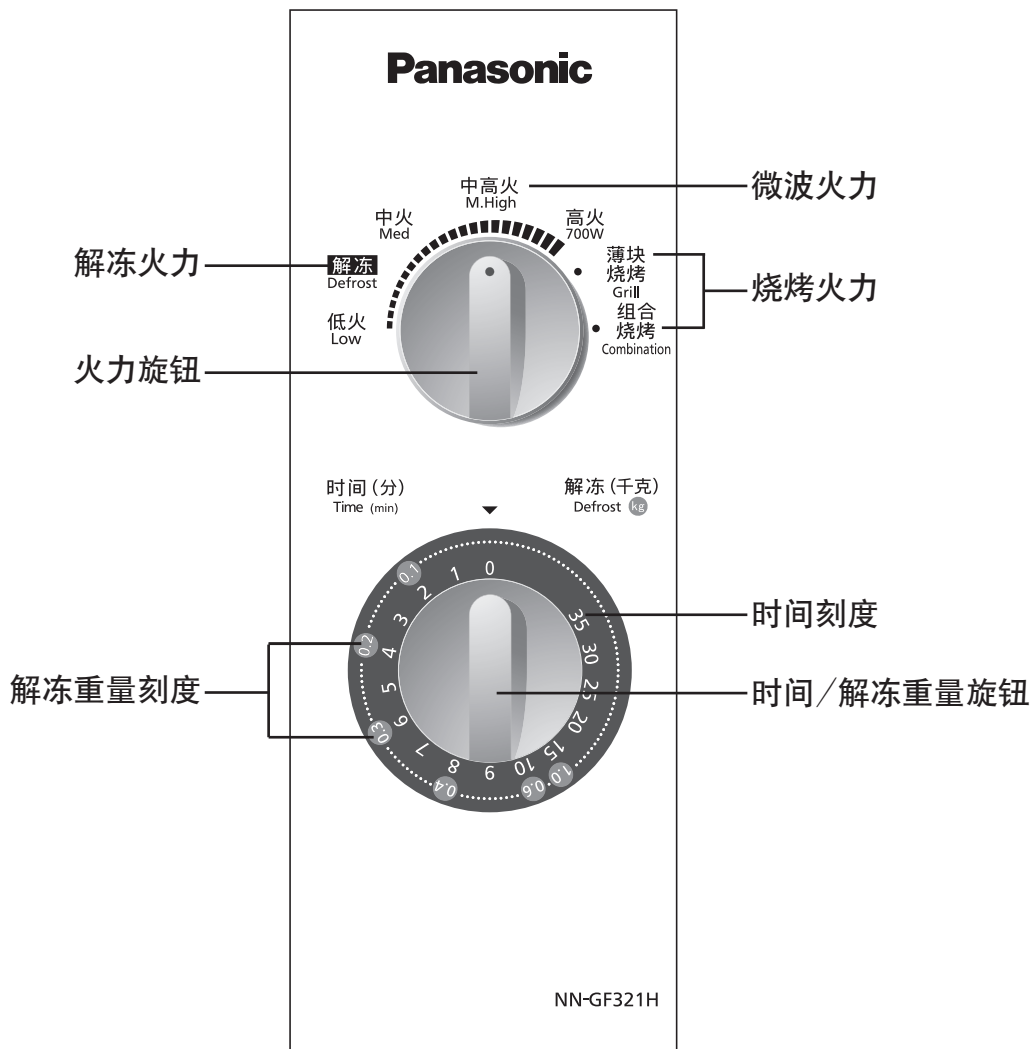 Panasonic
中高火
M.High
微波火力
中火
Med
高火
700W
解冻火力
解冻
Defrost
薄块
烧烤
Grill
烧烤火力
低火
Low
组合
烧烤
Combination
火力旋钮
时间(分)
Time (min)
解冻(千克)
Defrost kg
0
1
2
3
4
5
6
7
8
9
10
15
20
25
30
35
0.1
0.2
0.3
0.4
0.6
1.0
时间刻度
解冻重量刻度
时间/解冻重量旋钮
NN-GF321H